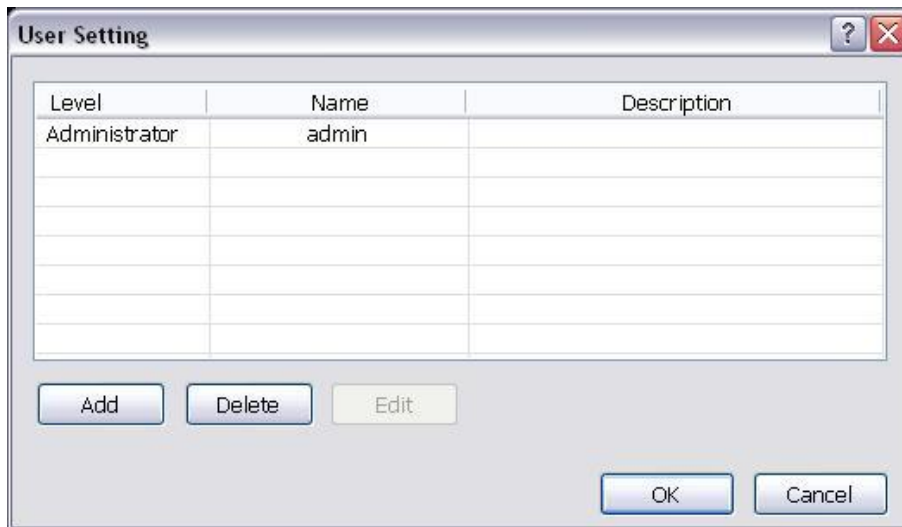 User Setting
Level Name Description
Administrator admin
Add Delete Edit
OK Cancel